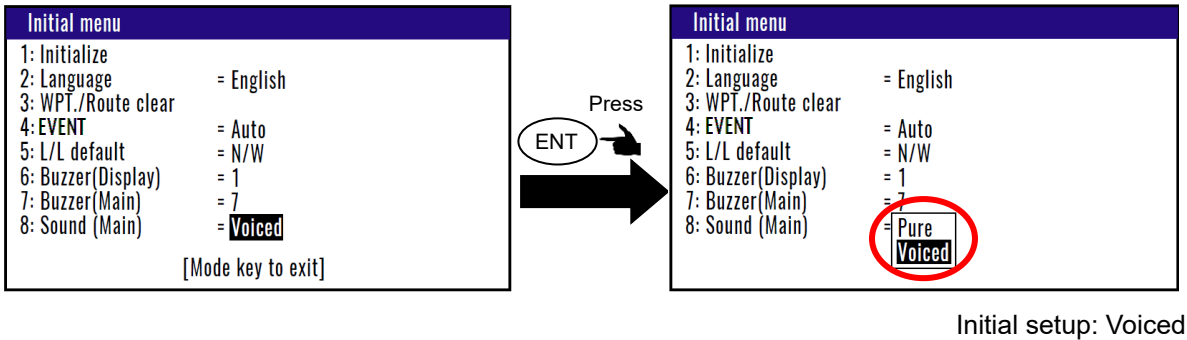 Initial menu
1: Initialize
2: Language = English
3: WPT./Route clear
4: EVENT = Auto
5: L/L default = N/W
6: Buzzer(Display) = 1
7: Buzzer(Main) = 7
8: Sound (Main) = Voiced
[Mode key to exit]
Press
ENT
Initial menu
1: Initialize
2: Language = English
3: WPT./Route clear
4: EVENT = Auto
5: L/L default = N/W
6: Buzzer(Display) = 1
7: Buzzer(Main) = 7
8: Sound (Main) = Pure
Voiced
Initial setup: Voiced